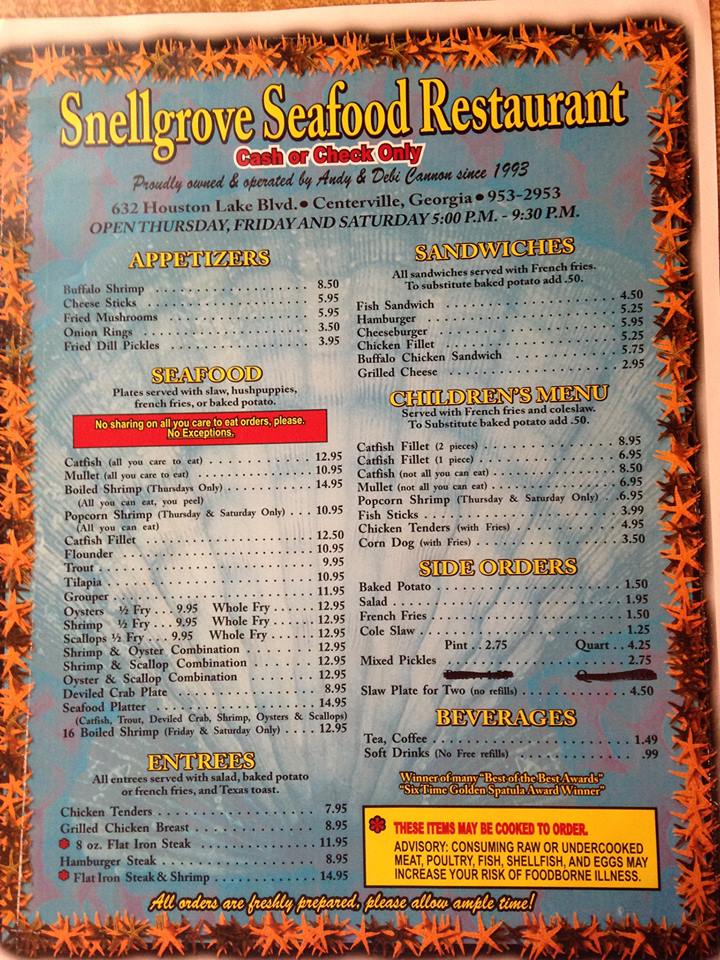 Snellgrove Seafood Restaurant
Cash or Check Only
Proudly owned & operated by Andy & Debi Cannon since 1993
632 Houston Lake Blvd. • Centerville, Georgia • 953-2953
OPEN THURSDAY, FRIDAY AND SATURDAY 5:00 P.M. - 9:30 P.M.
APPETIZERS
Buffalo Shrimp 8.50
Cheese Sticks 5.95
Fried Mushrooms 5.95
Onion Rings 3.50
Fried Dill Pickles 3.95
SEAFOOD
Plates served with slaw, hushpuppies,
french fries, or baked potato.
No sharing on all you care to eat orders, please.
No Exceptions.
Catfish (all you care to eat) 12.95
Mullet (all you care to eat) 10.95
Boiled Shrimp (Thursdays Only) 14.95
(All you can eat, you peel)
Popcorn Shrimp (Thursday & Saturday Only) 10.95
(All you can eat)
Catfish Fillet 12.50
Flounder 10.95
Trout 9.95
Tilapia 10.95
Grouper 11.95
Oysters ½ Fry . . . 9.95 Whole Fry 12.95
Shrimp ½ Fry . . . 9.95 Whole Fry 12.95
Scallops ½ Fry . . . 9.95 Whole Fry 12.95
Shrimp & Oyster Combination 12.95
Shrimp & Scallop Combination 12.95
Oyster & Scallop Combination 12.95
Deviled Crab Plate 8.95
Seafood Platter 14.95
(Catfish, Trout, Deviled Crab, Shrimp, Oysters & Scallops)
16 Boiled Shrimp (Friday & Saturday Only) 12.95
ENTREES
All entrees served with salad, baked potato
or french fries, and Texas toast.
Chicken Tenders 7.95
Grilled Chicken Breast 8.95
* 8 oz. Flat Iron Steak 11.95
Hamburger Steak 8.95
* Flat Iron Steak & Shrimp 14.95
SANDWICHES
All sandwiches served with French fries.
To substitute baked potato add .50.
Fish Sandwich 4.50
Hamburger 5.25
Cheeseburger 5.95
Chicken Fillet 5.25
Buffalo Chicken Sandwich 5.75
Grilled Cheese 2.95
CHILDREN'S MENU
Served with French fries and coleslaw.
To Substitute baked potato add .50.
Catfish Fillet (2 pieces) 8.95
Catfish Fillet (1 piece) 6.95
Catfish (not all you can eat) 8.50
Mullet (not all you can eat) 6.95
Popcorn Shrimp (Thursday & Saturday Only) 6.95
Fish Sticks 3.99
Chicken Tenders (with Fries) 4.95
Corn Dog (with Fries) 3.50
SIDE ORDERS
Baked Potato 1.50
Salad 1.95
French Fries 1.50
Cole Slaw 1.25
Pint . . 2.75 Quart . . 4.25
Mixed Pickles 2.75
Slaw Plate for Two (no refills) 4.50
BEVERAGES
Tea, Coffee 1.49
Soft Drinks (No Free refills) .99
Winner of many "Best of the Best Awards"
"Six Time Golden Spatula Award Winner"
* THESE ITEMS MAY BE COOKED TO ORDER.
ADVISORY: CONSUMING RAW OR UNDERCOOKED
MEAT, POULTRY, FISH, SHELLFISH, AND EGGS MAY
INCREASE YOUR RISK OF FOODBORNE ILLNESS.
All orders are freshly prepared, please allow ample time!